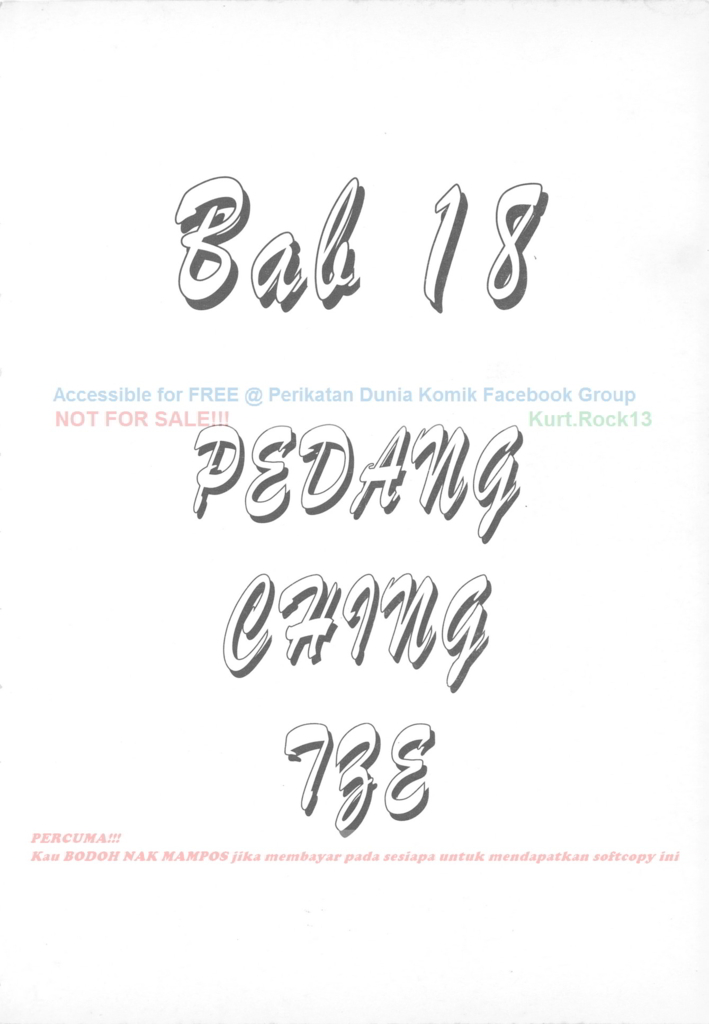 Bab 18
Accessible for FREE @ Perikatan Dunia Komik Facebook Group
NOT FOR SALE!!! Kurt.Rock13
PEDANG
CHING
TZE
PERCUMA!!!
Kau BODOH NAK MAMPOS jika membayar pada sesiapa untuk mendapatkan softcopy ini